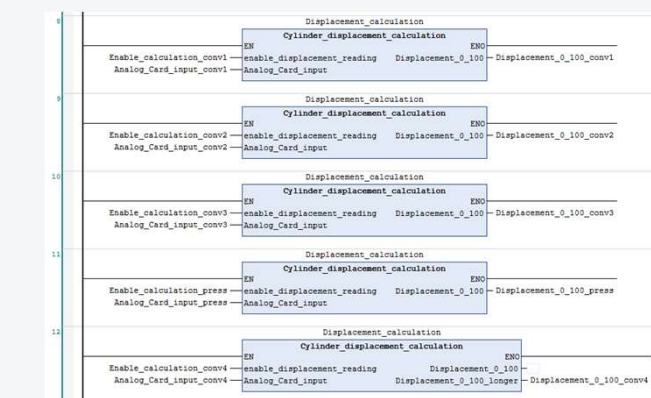 8
Displacement_calculation
Cylinder_displacement_calculation
EN ENO
Enable_calculation_conv1 enable_displacement_reading Displacement_0_100 Displacement_0_100_conv1
Analog_Card_input_conv1 Analog_Card_input
9
Displacement_calculation
Cylinder_displacement_calculation
EN ENO
Enable_calculation_conv2 enable_displacement_reading Displacement_0_100 Displacement_0_100_conv2
Analog_Card_input_conv2 Analog_Card_input
10
Displacement_calculation
Cylinder_displacement_calculation
EN ENO
Enable_calculation_conv3 enable_displacement_reading Displacement_0_100 Displacement_0_100_conv3
Analog_Card_input_conv3 Analog_Card_input
11
Displacement_calculation
Cylinder_displacement_calculation
EN ENO
Enable_calculation_press enable_displacement_reading Displacement_0_100 Displacement_0_100_press
Analog_Card_input_press Analog_Card_input
12
Displacement_calculation
Cylinder_displacement_calculation
EN ENO
Enable_calculation_conv4 enable_displacement_reading Displacement_0_100
Analog_Card_input_conv4 Analog_Card_input Displacement_0_100_longer Displacement_0_100_conv4